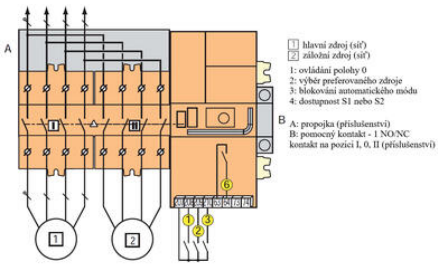 A
I
II
6
1
2
3
1
2
B
1 hlavní zdroj (síť)
2 záložní zdroj (síť)
1: ovládání polohy 0
2: výběr preferovaného zdroje
3: blokování automatického módu
4: dostupnost S1 nebo S2
A: propojka (příslušenství)
B: pomocný kontakt - 1 NO/NC
kontakt na pozici I, 0, II (příslušenství)